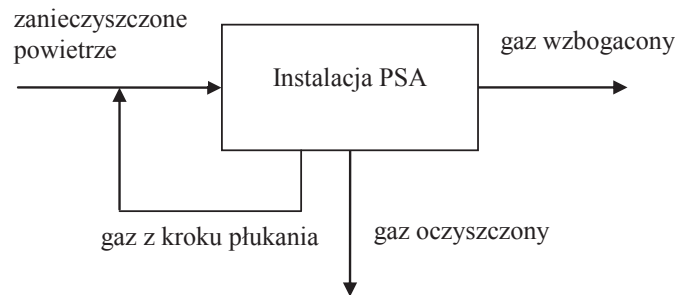 zanieczyszczone
powietrze
Instalacja PSA
gaz wzbogacony
gaz z kroku płukania
gaz oczyszczony